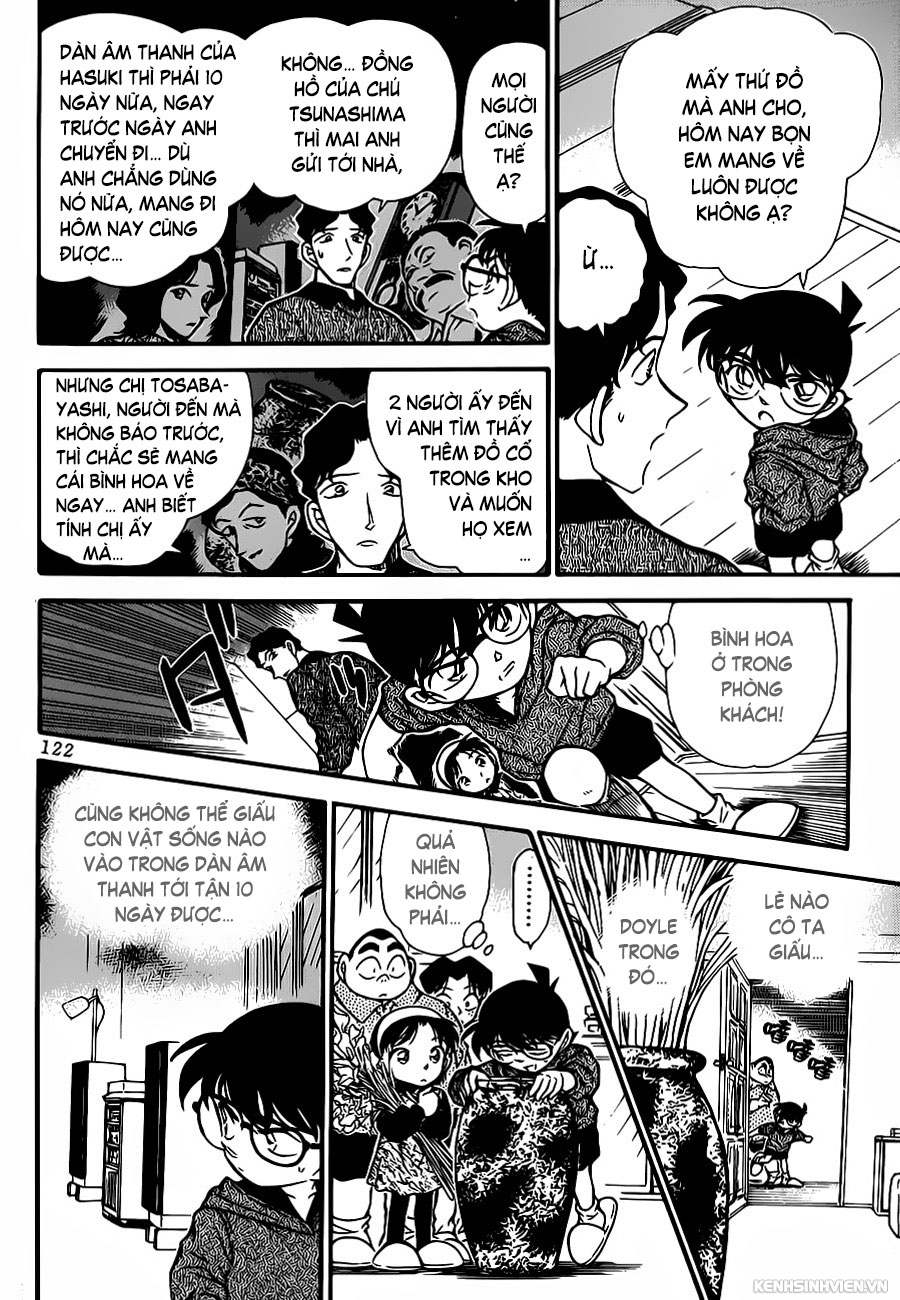 MẤY THỨ ĐỒ
MÀ ANH CHO,
HÔM NAY BỌN
EM MANG VỀ
LUÔN ĐƯỢC
KHÔNG Ạ?
Ừ...
MỌI
NGƯỜI
CŨNG
THẾ
Ạ?
KHÔNG... ĐỒNG
HỒ CỦA CHÚ
TSUNASHIMA
THÌ MAI ANH
GỬI TỚI NHÀ,
DÀN ÂM THANH CỦA
HASUKI THÌ PHẢI 10
NGÀY NỮA, NGAY
TRƯỚC NGÀY ANH
CHUYỂN ĐI... DÙ
ANH CHẲNG DÙNG
NÓ NỮA, MANG ĐI
HÔM NAY CŨNG
ĐƯỢC...
2 NGƯỜI ẤY ĐẾN
VÌ ANH TÌM THẤY
THÊM ĐỒ CỔ
TRONG KHO
VÀ MUỐN
HỌ XEM
...
NHƯNG CHỊ TOSABA-
YASHI, NGƯỜI ĐẾN MÀ
KHÔNG BÁO TRƯỚC,
THÌ CHẮC SẼ MANG
CÁI BÌNH HOA VỀ
NGAY... ANH BIẾT
TÍNH CHỊ ẤY
MÀ...
BÌNH HOA
Ở TRONG
PHÒNG
KHÁCH!
ダッ
122
LẼ NÀO
CÔ TA
GIẤU...
DOYLE
TRONG
ĐÓ...
........
QUẢ
NHIÊN
KHÔNG
PHẢI...
CŨNG KHÔNG THỂ GIẤU
CON VẬT SỐNG NÀO
VÀO TRONG DÀN ÂM
THANH TỚI TẬN 10
NGÀY ĐƯỢC...
KENHSINHVIEN.VN